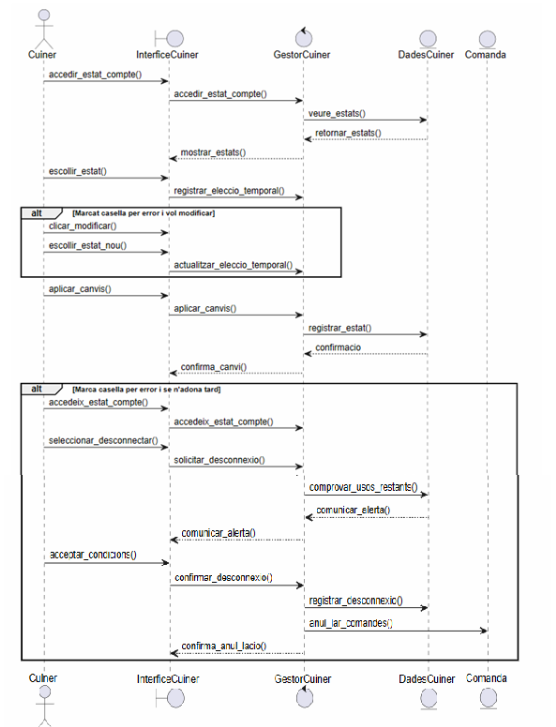 Cuiner InterficeCuiner GestorCuiner DadesCuiner Comanda
accedir_estat_compte()
accedir_estat_compte()
veure_estats()
retornar_estats()
mostrar_estats()
escollir_estat()
registrar_eleccio_temporal()
alt [Marcat casella per error i vol modificar]
clicar_modificar()
escollir_estat_nou()
actualitzar_eleccio_temporal()
aplicar_canvis()
aplicar_canvis()
registrar_estat()
confirmacio
confirma_canvi()
alt [Marca casella per error i se n'adona tard]
accedeix_estat_compte()
accedeix_estat_compte()
seleccionar_desconnectar()
solicitar_desconnexio()
comprovar_usos_restants()
comunicar_alerta()
comunicar_alerta()
acceptar_condicions()
confirmar_desconnexio()
registrar_desconnexio()
anul_lar_comandes()
confirma_anul_lacio()
Cuiner InterficeCuiner GestorCuiner DadesCuiner Comanda